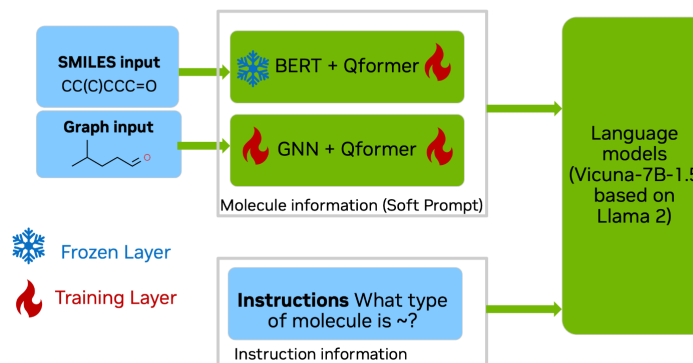 SMILES input
CC(C)CCC=O
Graph input
O
BERT + Qformer
GNN + Qformer
Molecule information (Soft Prompt)
Language
models
(Vicuna-7B-1.5
based on
Llama 2)
Frozen Layer
Training Layer
Instructions What type
of molecule is ~?
Instruction information